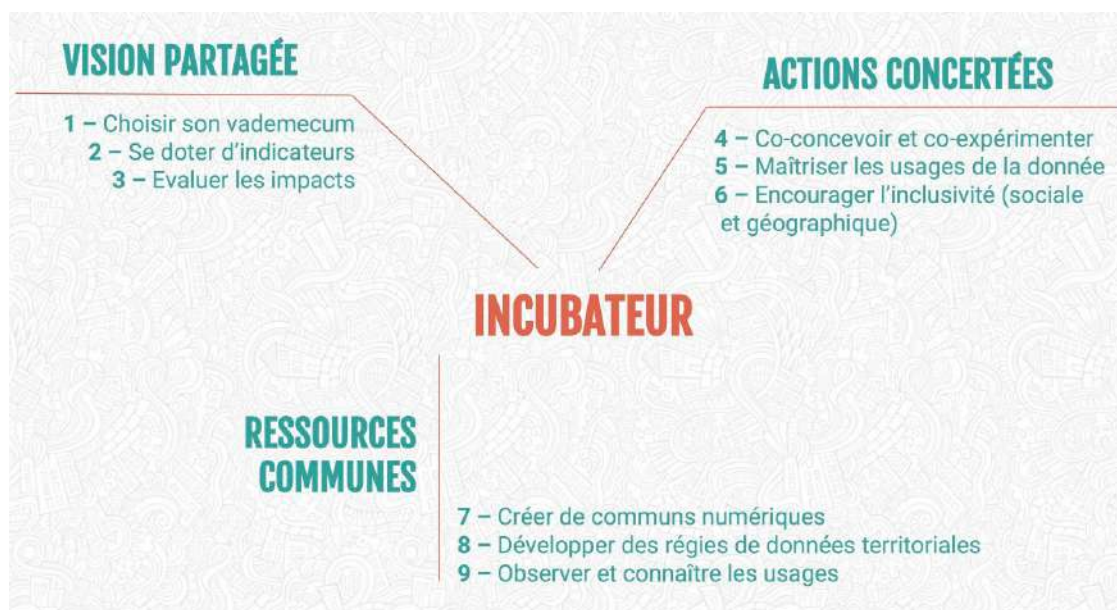 VISION PARTAGÉE
1 – Choisir son vademecum
2 – Se doter d'indicateurs
3 – Evaluer les impacts
ACTIONS CONCERTÉES
4 – Co-concevoir et co-expérimenter
5 – Maîtriser les usages de la donnée
6 – Encourager l'inclusivité (sociale
et géographique)
INCUBATEUR
RESSOURCES
COMMUNES
7 – Créer de communs numériques
8 – Développer des régies de données territoriales
9 – Observer et connaître les usages